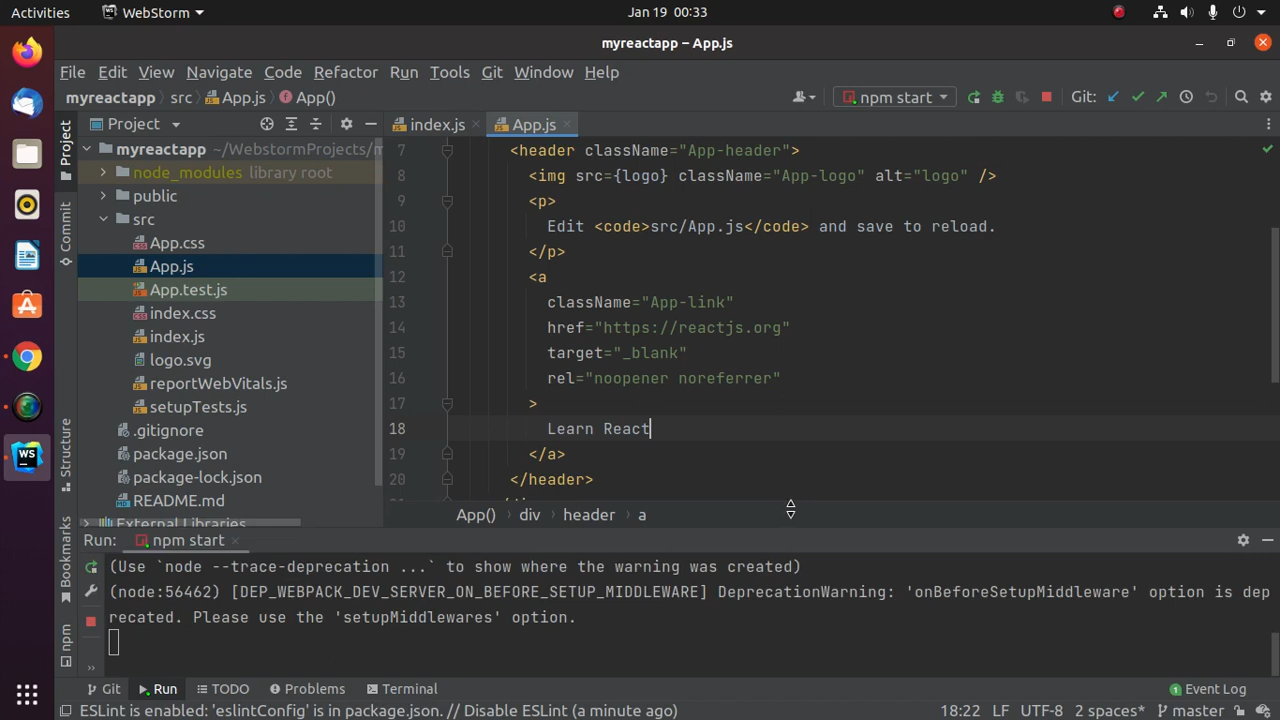 Activities WebStorm Jan 19 00:33
myreactapp – App.js
File Edit View Navigate Code Refactor Run Tools Git Window Help
myreactapp src App.js App() npm start Git:
Project index.js App.js
myreactapp ~/WebstormProjects/m
node_modules library root
public
src
App.css
App.js
App.test.js
index.css
index.js
logo.svg
reportWebVitals.js
setupTests.js
.gitignore
package.json
package-lock.json
README.md
External Libraries
Project
Commit
Structure
Bookmarks
npm
7 <header className="App-header">
8 <img src={logo} className="App-logo" alt="logo" />
9 <p>
10 Edit <code>src/App.js</code> and save to reload.
11 </p>
12 <a
13 className="App-link"
14 href="https://reactjs.org"
15 target="_blank"
16 rel="noopener noreferrer"
17 >
18 Learn React
19 </a>
20 </header>
App() div header a
Run: npm start
(Use `node --trace-deprecation ...` to show where the warning was created)
(node:56462) [DEP_WEBPACK_DEV_SERVER_ON_BEFORE_SETUP_MIDDLEWARE] DeprecationWarning: 'onBeforeSetupMiddleware' option is dep
recated. Please use the 'setupMiddlewares' option.
Git Run TODO Problems Terminal 1 Event Log
ESLint is enabled: 'eslintConfig' is in package.json. // Disable ESLint (a minute ago) 18:22 LF UTF-8 2 spaces* master